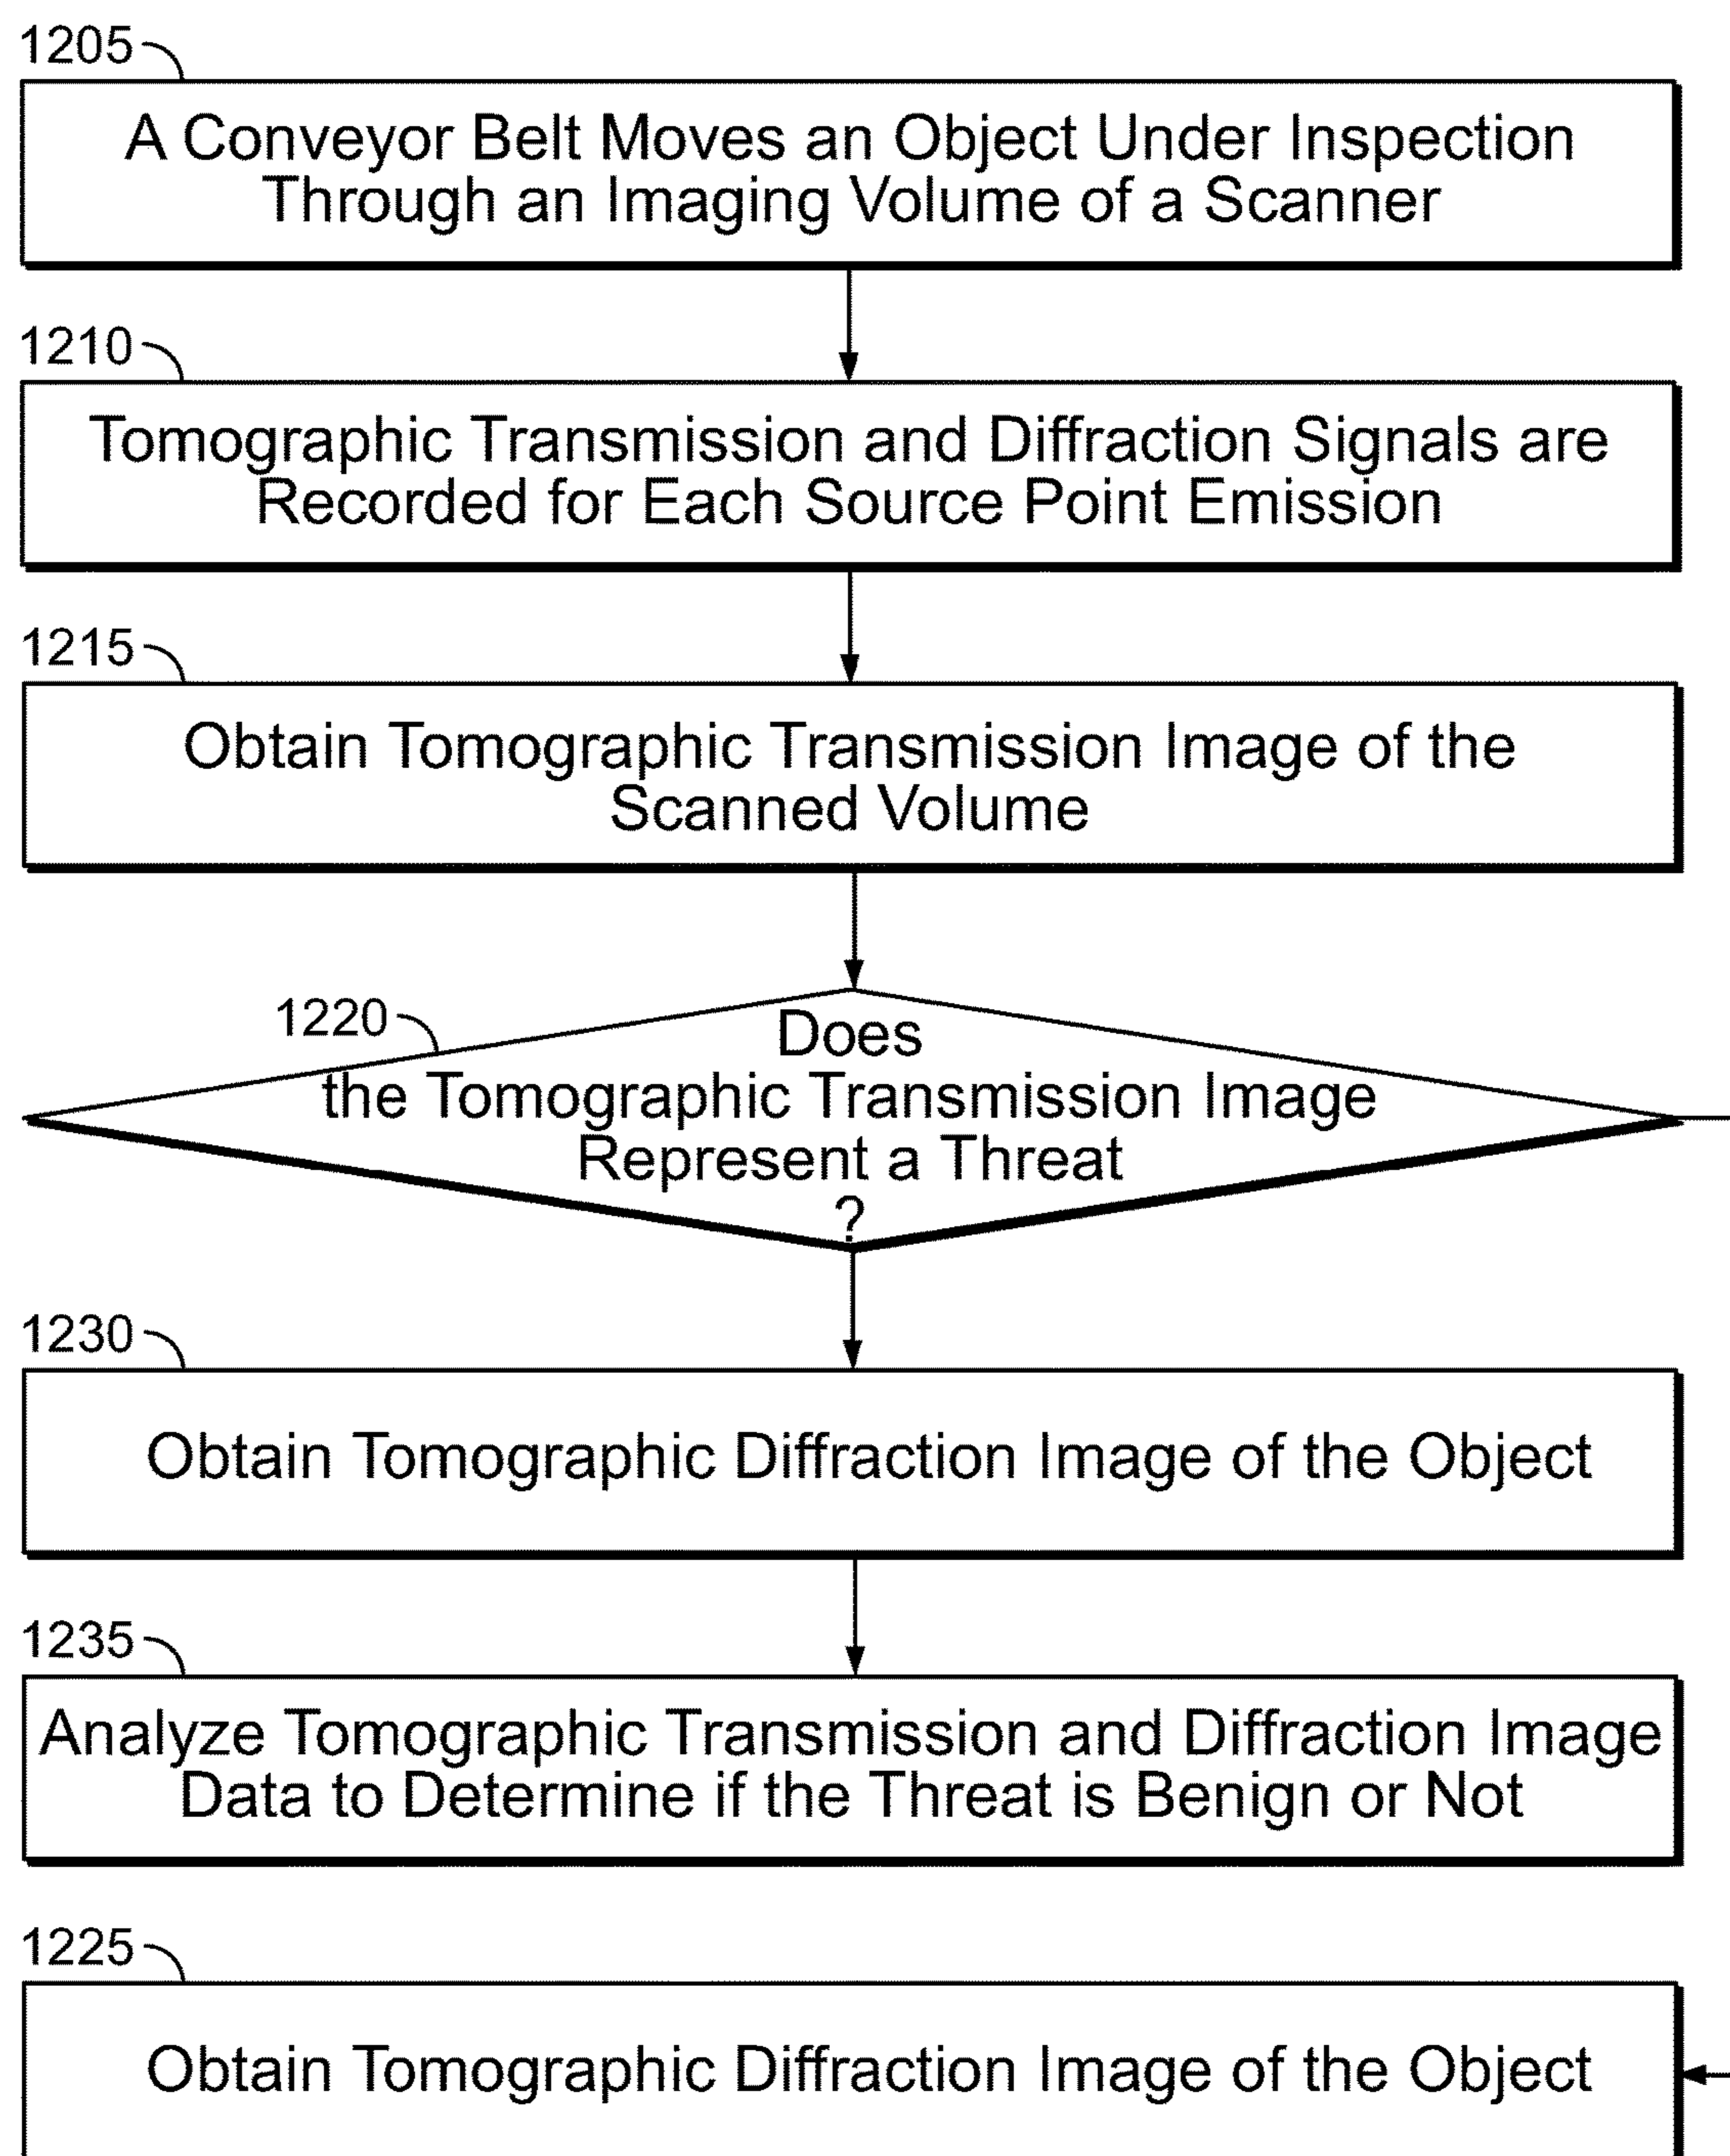 1205
A Conveyor Belt Moves an Object Under Inspection
Through an Imaging Volume of a Scanner
1210
Tomographic Transmission and Diffraction Signals are
Recorded for Each Source Point Emission
1215
Obtain Tomographic Transmission Image of the
Scanned Volume
1220
Does
the Tomographic Transmission Image
Represent a Threat
?
1230
Obtain Tomographic Diffraction Image of the Object
1235
Analyze Tomographic Transmission and Diffraction Image
Data to Determine if the Threat is Benign or Not
1225
Obtain Tomographic Diffraction Image of the Object